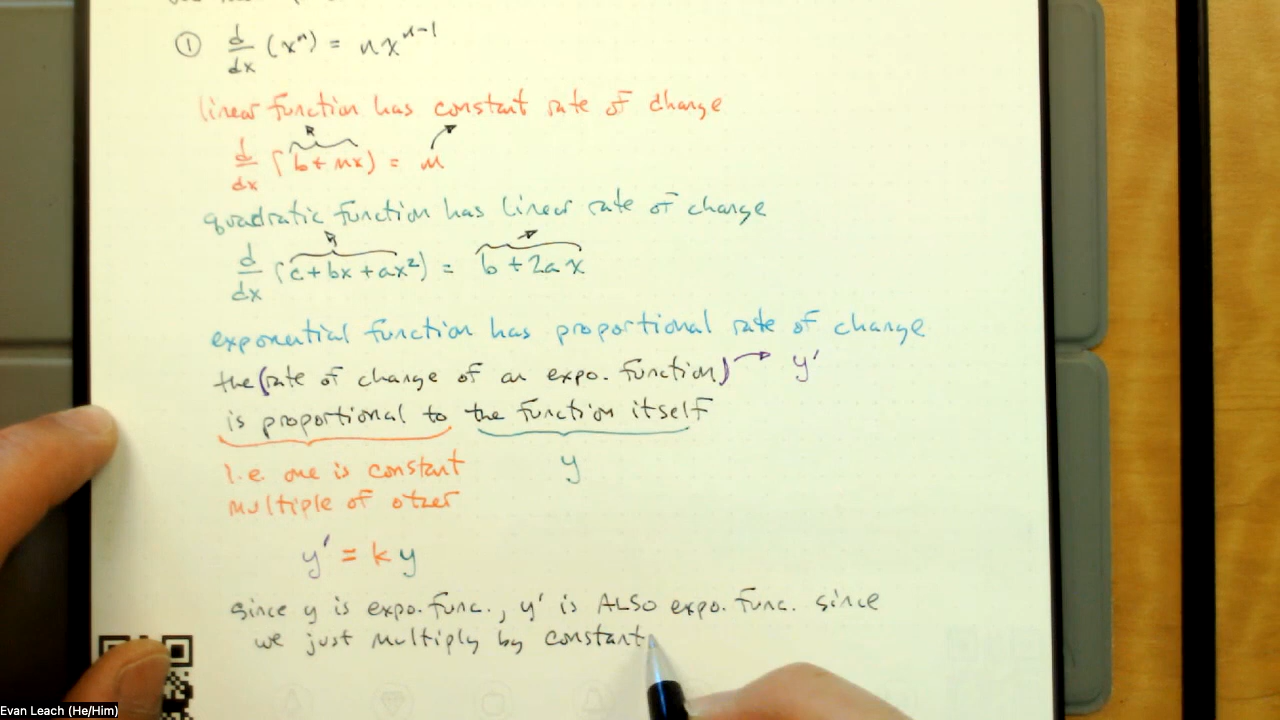 ① d/dx (xⁿ) = nxⁿ⁻¹
linear function has constant rate of change
d/dx (b+mx) = m
quadratic function has linear rate of change
d/dx (c+bx+ax²) = b+2ax
exponential function has proportional rate of change
the (rate of change of an expo. function) → y'
is proportional to the function itself
i.e. one is constant y
multiple of other
y' = ky
since y is expo. func., y' is ALSO expo. func. since
we just multiply by constant
Evan Leach (He/Him)